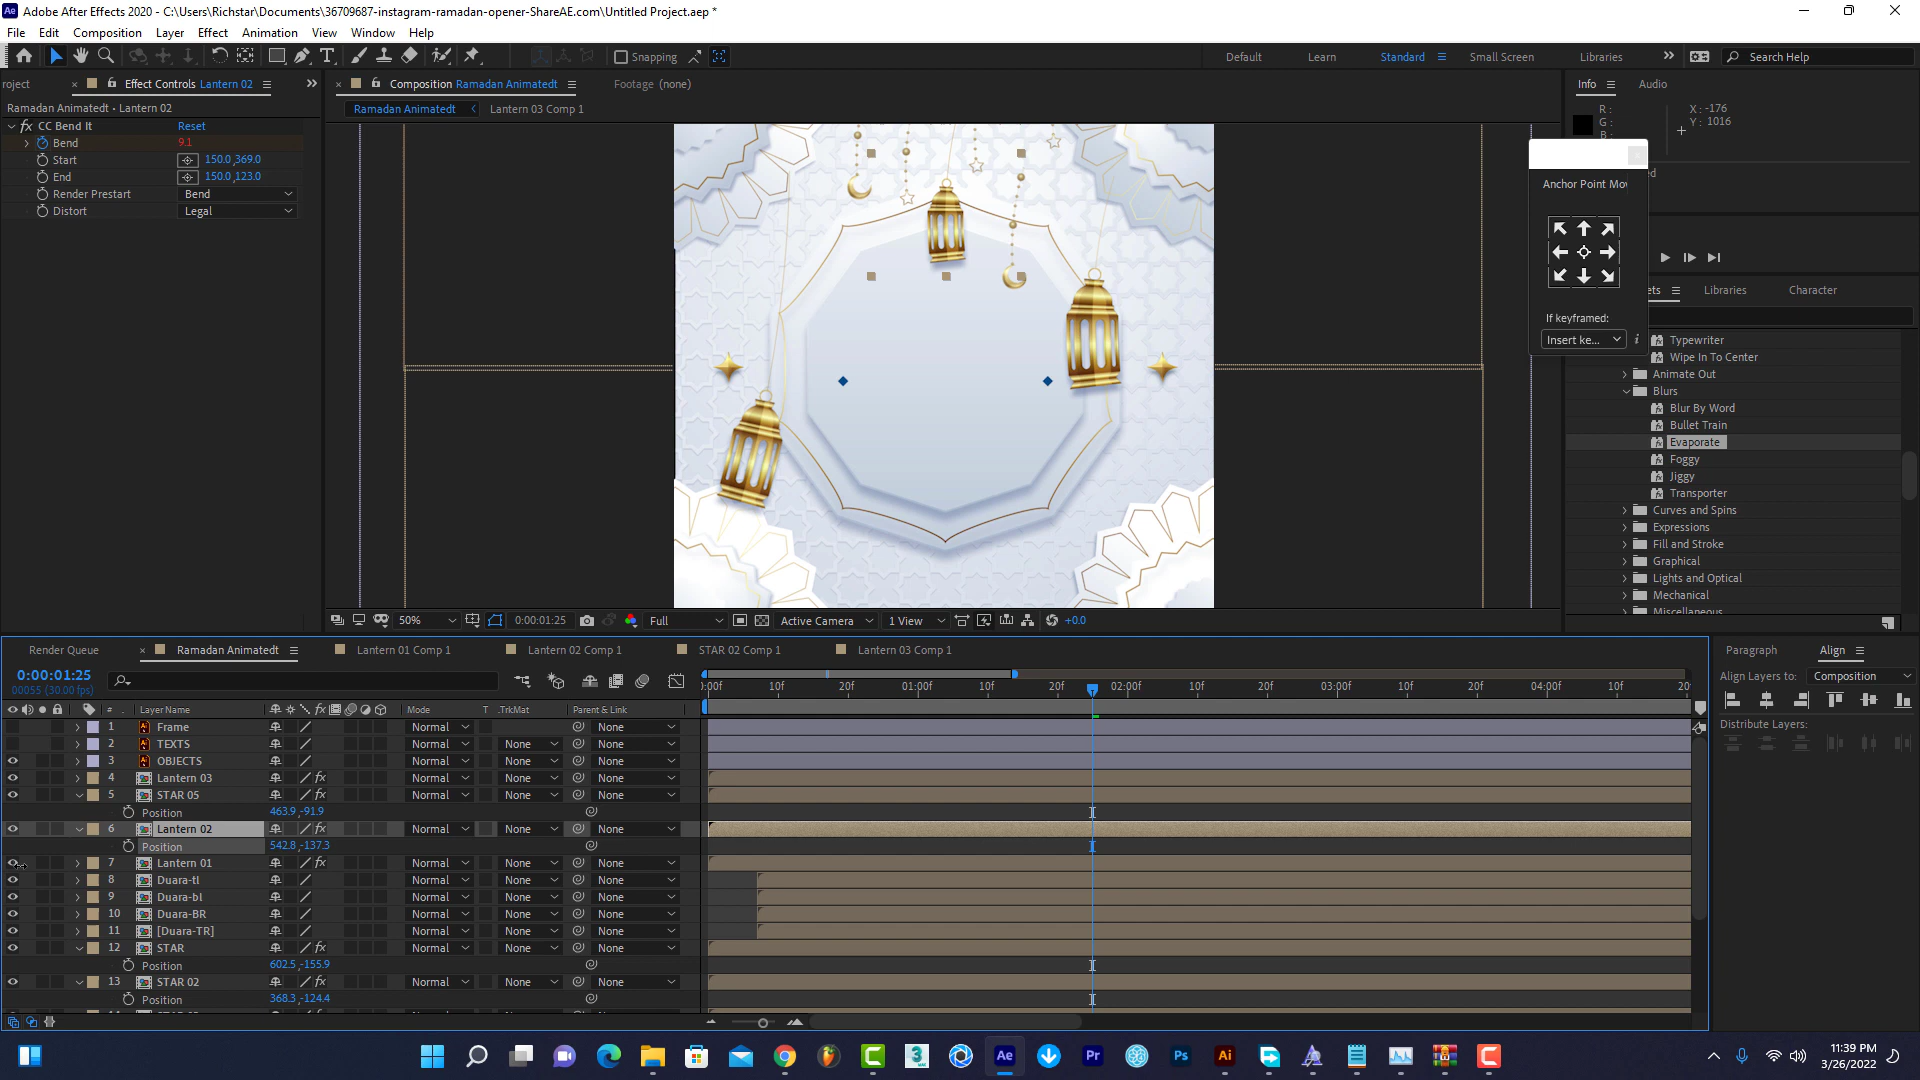 Adobe After Effects 2020 - C:\Users\Richstar\Documents\36709687-instagram-ramadan-opener-ShareAE.com\Untitled Project.aep *
File Edit Composition Layer Effect Animation View Window Help
Snapping Default Learn Standard Small Screen Libraries Search Help
roject Effect Controls Lantern 02 Composition Ramadan Animatedt Footage (none) Info Audio
Ramadan Animatedt • Lantern 02 Ramadan Animatedt Lantern 03 Comp 1
R : X : -176
G : Y : 1016
B :
CC Bend It Reset
Bend 9.1
Start 150.0,369.0
End 150.0,123.0
Render Prestart Bend
Distort Legal
Anchor Point Mov
ets Libraries Character
If keyframed:
Insert ke...
Typewriter
Wipe In To Center
Animate Out
Blurs
Blur By Word
Bullet Train
Evaporate
Foggy
Jiggy
Transporter
Curves and Spins
Expressions
Fill and Stroke
Graphical
Lights and Optical
Mechanical
Miscellaneous
50% 0:00:01:25 Full Active Camera 1 View +0.0
Render Queue Ramadan Animatedt Lantern 01 Comp 1 Lantern 02 Comp 1 STAR 02 Comp 1 Lantern 03 Comp 1
Paragraph Align
0:00:01:25
00055 (30.00 fps)
Align Layers to: Composition
Distribute Layers:
:00f 10f 20f 01:00f 10f 20f 02:00f 10f 20f 03:00f 10f 20f 04:00f 10f 20
# Layer Name Mode T .TrkMat Parent & Link
1 Frame Normal None
2 TEXTS Normal None None
3 OBJECTS Normal None None
4 Lantern 03 Normal None None
5 STAR 05 Normal None None
Position 463.9,-91.9
6 Lantern 02 Normal None None
Position 542.8,-137.3
7 Lantern 01 Normal None None
8 Duara-tl Normal None None
9 Duara-bl Normal None None
10 Duara-BR Normal None None
11 [Duara-TR] Normal None None
12 STAR Normal None None
Position 602.5,-155.9
13 STAR 02 Normal None None
Position 368.3,-124.4
11:39 PM
3/26/2022